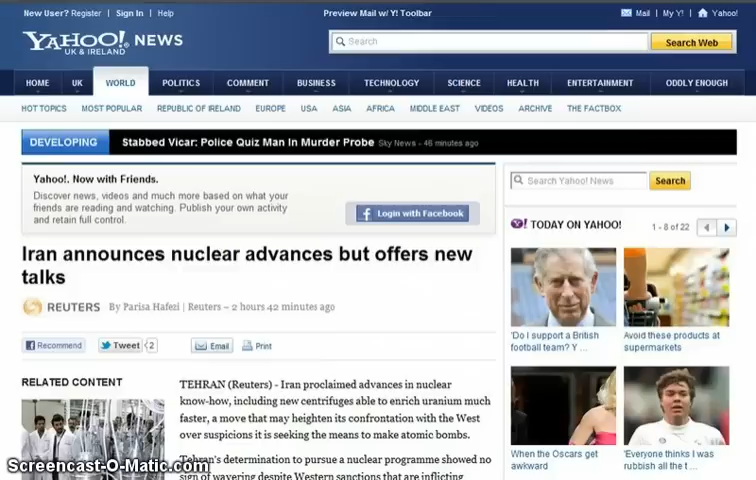 New User? Register | Sign In | Help
Preview Mail w/ Y! Toolbar
Mail | My Y! | Yahoo!
YAHOO! NEWS
UK & IRELAND
Search
Search Web
HOME UK WORLD POLITICS COMMENT BUSINESS TECHNOLOGY SCIENCE HEALTH ENTERTAINMENT ODDLY ENOUGH
HOT TOPICS MOST POPULAR REPUBLIC OF IRELAND EUROPE USA ASIA AFRICA MIDDLE EAST VIDEOS ARCHIVE THE FACTBOX
DEVELOPING Stabbed Vicar: Police Quiz Man In Murder Probe Sky News - 46 minutes ago
Yahoo!. Now with Friends.
Discover news, videos and much more based on what your
friends are reading and watching. Publish your own activity
and retain full control.
Login with Facebook
Iran announces nuclear advances but offers new
talks
REUTERS By Parisa Hafezi | Reuters – 2 hours 42 minutes ago
Recommend Tweet 2 Email Print
RELATED CONTENT
TEHRAN (Reuters) - Iran proclaimed advances in nuclear
know-how, including new centrifuges able to enrich uranium much
faster, a move that may heighten its confrontation with the West
over suspicions it is seeking the means to make atomic bombs.
Tehran's determination to pursue a nuclear programme showed no
sign of wavering despite Western sanctions that are inflicting
Search Yahoo! News Search
Y! TODAY ON YAHOO! 1 - 8 of 22
'Do I support a British
football team? Y ...
Avoid these products at
supermarkets
When the Oscars get
awkward
'Everyone thinks I was
rubbish all the t ...
Screencast-O-Matic.com